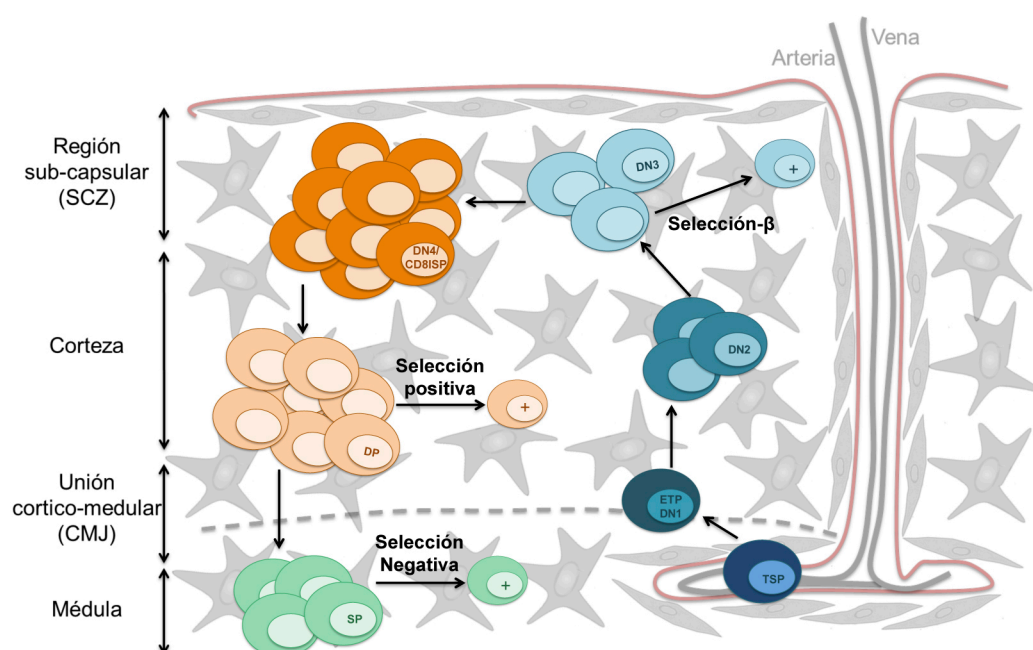 Arteria
Vena
Región
sub-capsular
(SCZ)
DN3
+
Selección-β
DN4/
CD8ISP
Corteza
DN2
Selección
positiva
+
DP
Unión
cortico-medular
(CMJ)
ETP
DN1
Selección
Negativa
+
TSP
Médula
SP